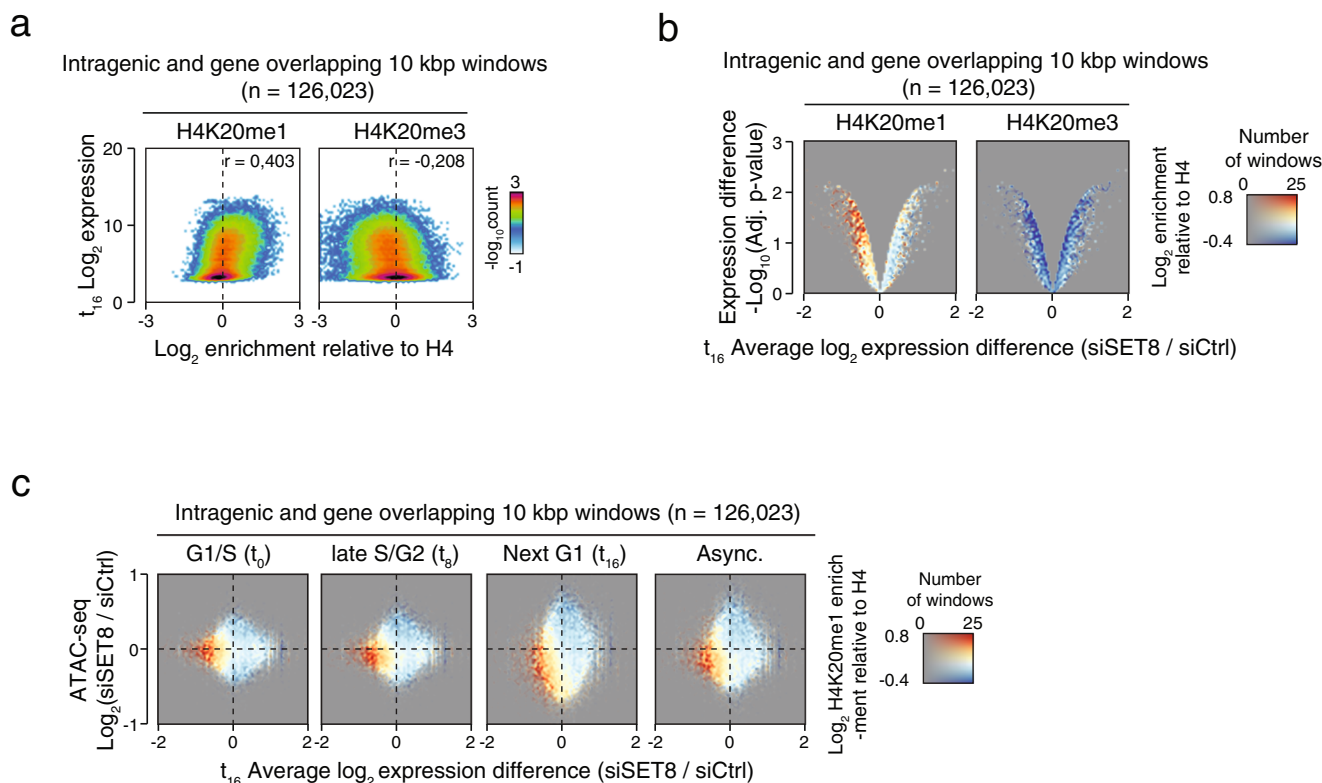 a
Intragenic and gene overlapping 10 kbp windows
(n = 126,023)
H4K20me1 H4K20me3
r = 0,403 r = -0,208
t16 Log2 expression
20
10
0
-3 0 3 -3 0 3
Log2 enrichment relative to H4
3
-log10count
-1
b
Intragenic and gene overlapping 10 kbp windows
(n = 126,023)
H4K20me1 H4K20me3
Expression difference
-Log10(Adj. p-value)
3
2
1
0
-2 0 2 -2 0 2
t16 Average log2 expression difference (siSET8 / siCtrl)
Log2 enrichment
relative to H4
Number
of windows
0 25
0.8
-0.4
c
Intragenic and gene overlapping 10 kbp windows (n = 126,023)
G1/S (t0) late S/G2 (t8) Next G1 (t16) Async.
ATAC-seq
Log2(siSET8 / siCtrl)
1
0
-1
-2 0 2 -2 0 2 -2 0 2 -2 0 2
t16 Average log2 expression difference (siSET8 / siCtrl)
Log2 H4K20me1 enrich
-ment relative to H4
Number
of windows
0 25
0.8
-0.4